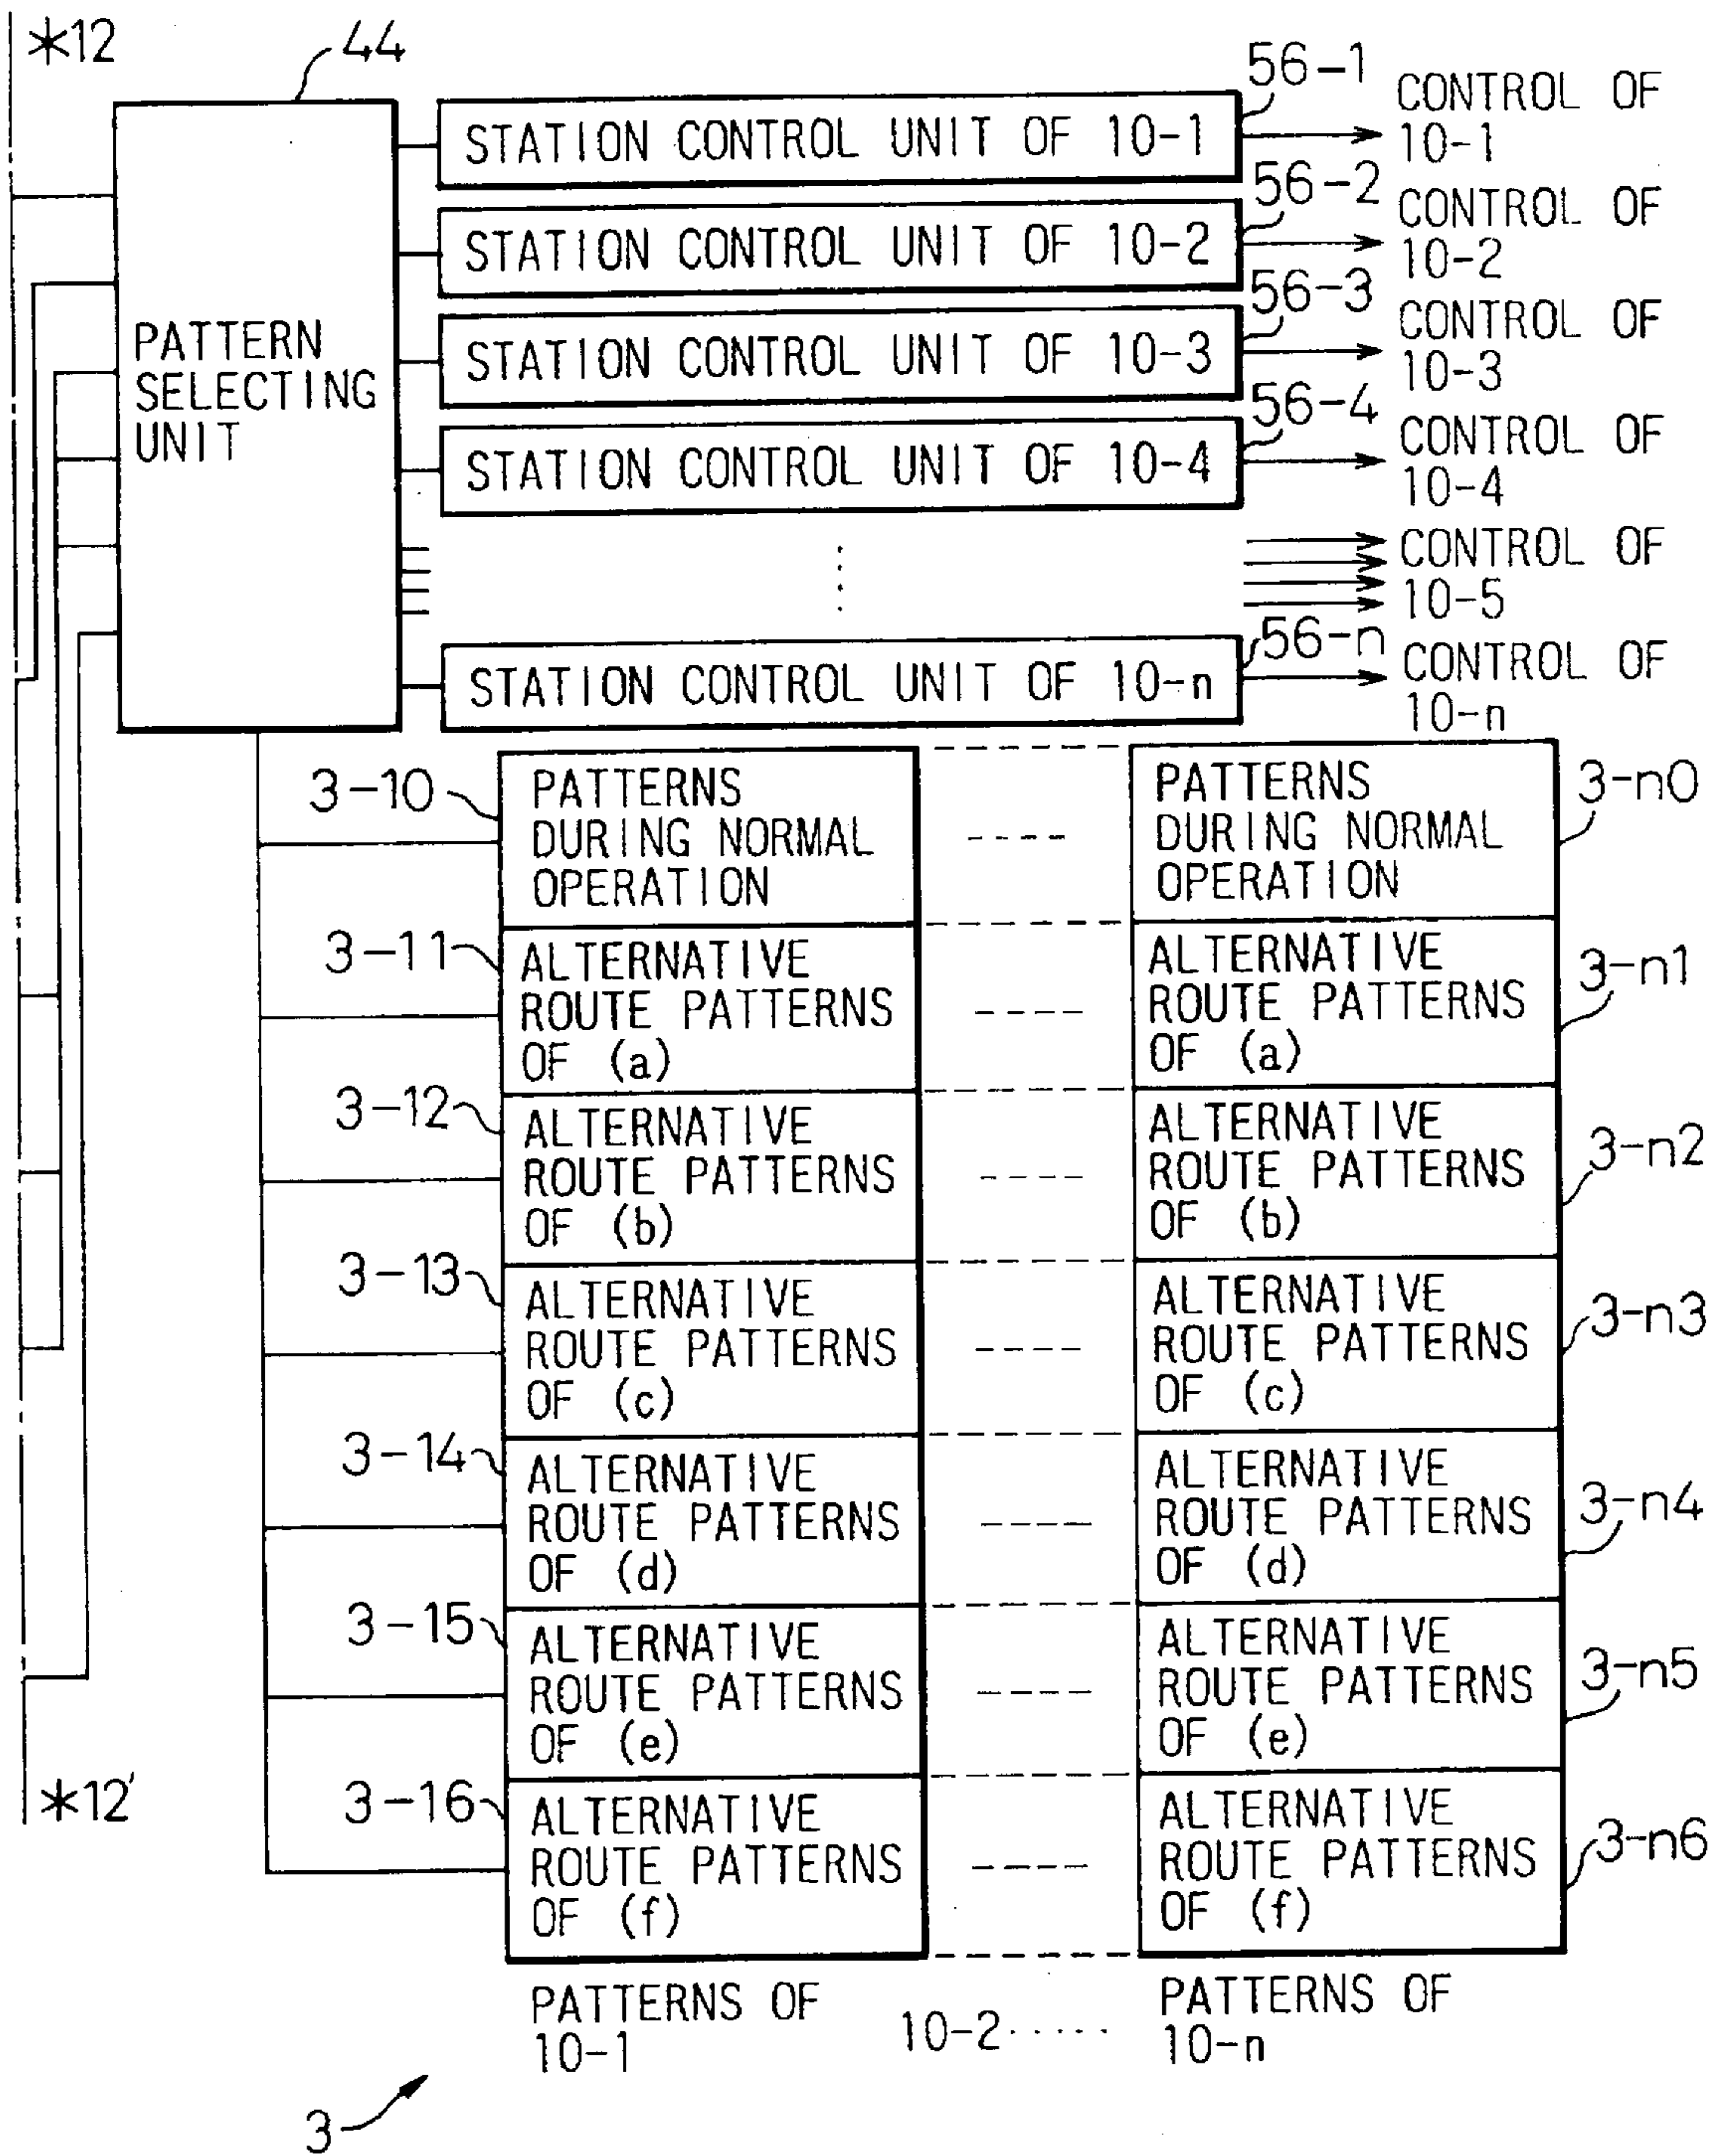 *12
44
PATTERN
SELECTING
UNIT
STATION CONTROL UNIT OF 10-1
56-1
CONTROL OF
10-1
STATION CONTROL UNIT OF 10-2
56-2
CONTROL OF
10-2
STATION CONTROL UNIT OF 10-3
56-3
CONTROL OF
10-3
STATION CONTROL UNIT OF 10-4
56-4
CONTROL OF
10-4
CONTROL OF
10-5
STATION CONTROL UNIT OF 10-n
56-n
CONTROL OF
10-n
3-10
PATTERNS
DURING NORMAL
OPERATION
PATTERNS
DURING NORMAL
OPERATION
3-n0
3-11
ALTERNATIVE
ROUTE PATTERNS
OF (a)
ALTERNATIVE
ROUTE PATTERNS
OF (a)
3-n1
3-12
ALTERNATIVE
ROUTE PATTERNS
OF (b)
ALTERNATIVE
ROUTE PATTERNS
OF (b)
3-n2
3-13
ALTERNATIVE
ROUTE PATTERNS
OF (c)
ALTERNATIVE
ROUTE PATTERNS
OF (c)
3-n3
3-14
ALTERNATIVE
ROUTE PATTERNS
OF (d)
ALTERNATIVE
ROUTE PATTERNS
OF (d)
3-n4
3-15
ALTERNATIVE
ROUTE PATTERNS
OF (e)
ALTERNATIVE
ROUTE PATTERNS
OF (e)
3-n5
*12'
3-16
ALTERNATIVE
ROUTE PATTERNS
OF (f)
ALTERNATIVE
ROUTE PATTERNS
OF (f)
3-n6
PATTERNS OF
10-1
10-2 ·····
PATTERNS OF
10-n
3